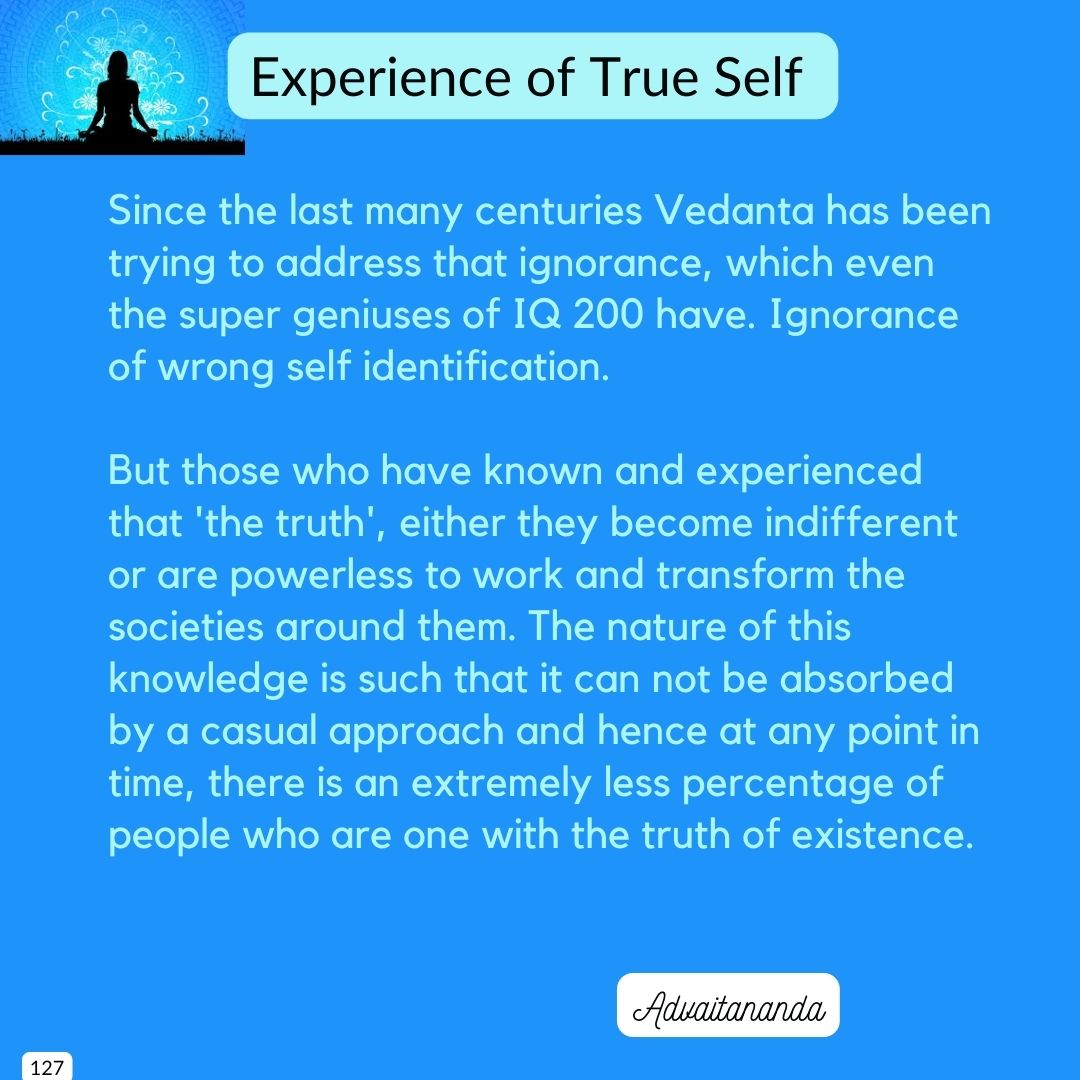 Experience of True Self
Since the last many centuries Vedanta has been
trying to address that ignorance, which even
the super geniuses of IQ 200 have. Ignorance
of wrong self identification.
But those who have known and experienced
that 'the truth', either they become indifferent
or are powerless to work and transform the
societies around them. The nature of this
knowledge is such that it can not be absorbed
by a casual approach and hence at any point in
time, there is an extremely less percentage of
people who are one with the truth of existence.
Advaitananda
127